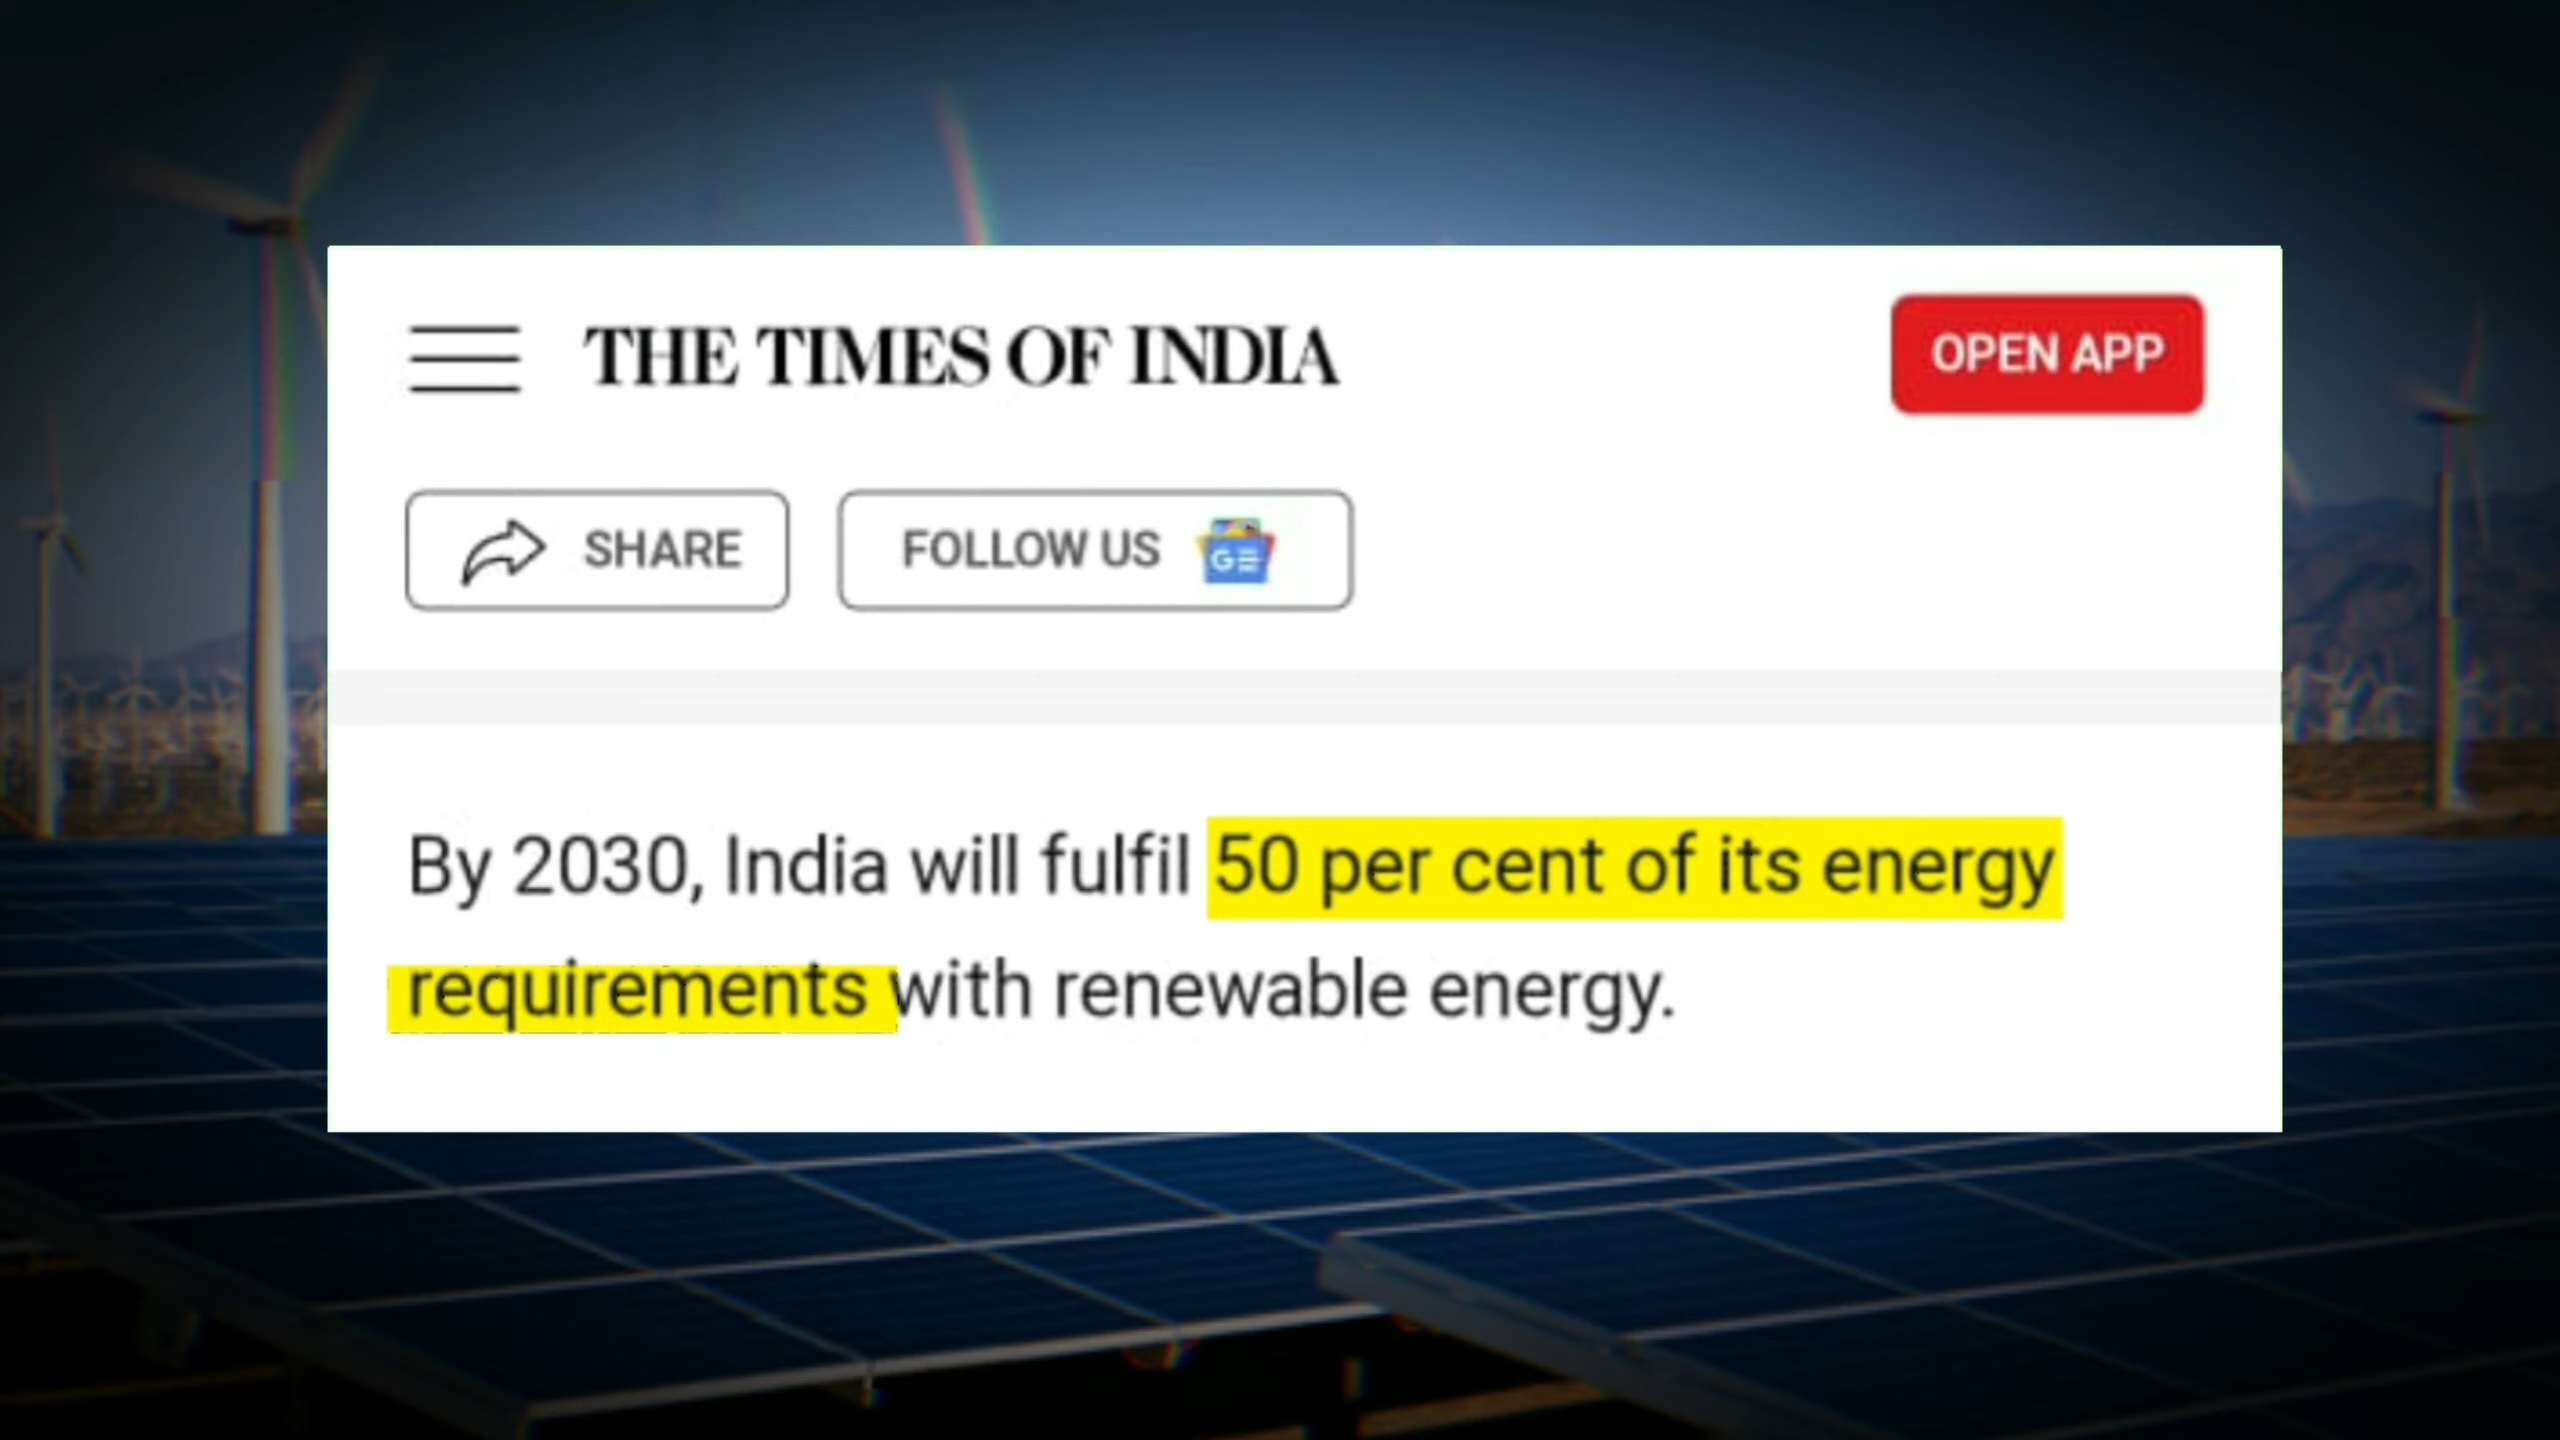 THE TIMES OF INDIA
OPEN APP
SHARE
FOLLOW US
GE
By 2030, India will fulfil 50 per cent of its energy
requirements with renewable energy.